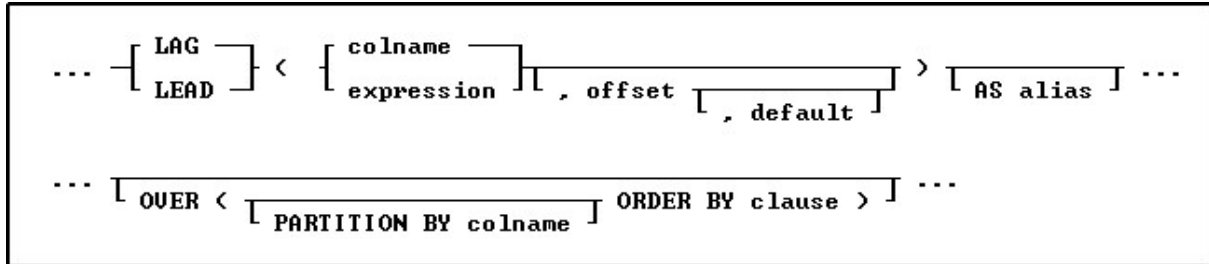 LAG colname
... ( ) ...
LEAD expression , offset AS alias
, default
... ...
OVER ( ORDER BY clause )
PARTITION BY colname